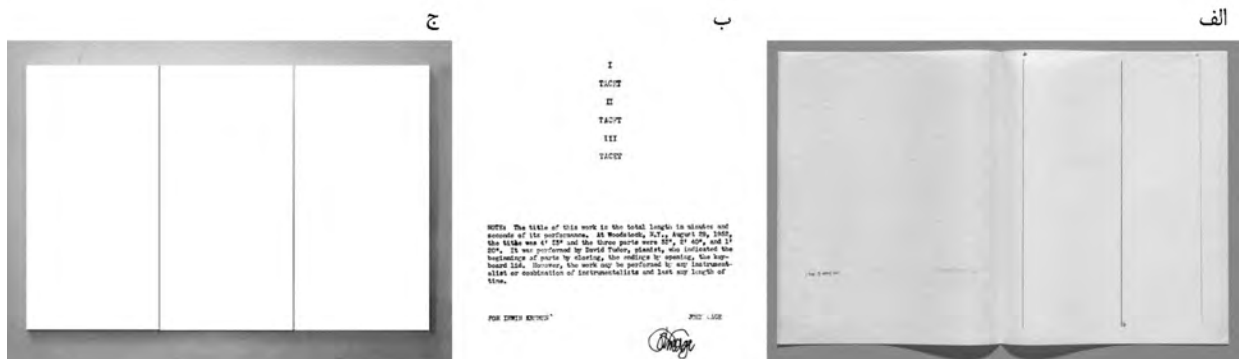 الف
ب
ج
I
TACET
II
TACET
III
TACET
NOTE: The title of this work is the total length in minutes and
seconds of its performance. At Woodstock, N.Y., August 29, 1952,
the title was 4' 33" and the three parts were 33", 2' 40", and 1'
20". It was performed by David Tudor, pianist, who indicated the
beginnings of parts by closing, the endings by opening, the key-
board lid. However, the work may be performed by any instrument-
alist or combination of instrumentalists and last any length of
time.
FOR IRWIN KREMEN
JOHN CAGE